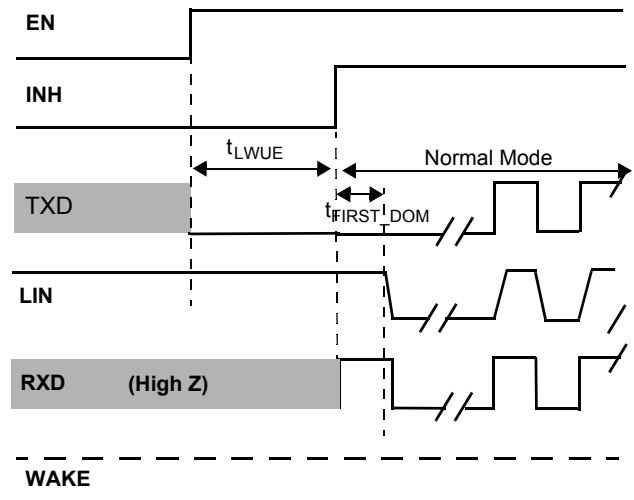 EN
INH
tLWUE
Normal Mode
TXD
tFIRST_DOM
LIN
RXD (High Z)
WAKE